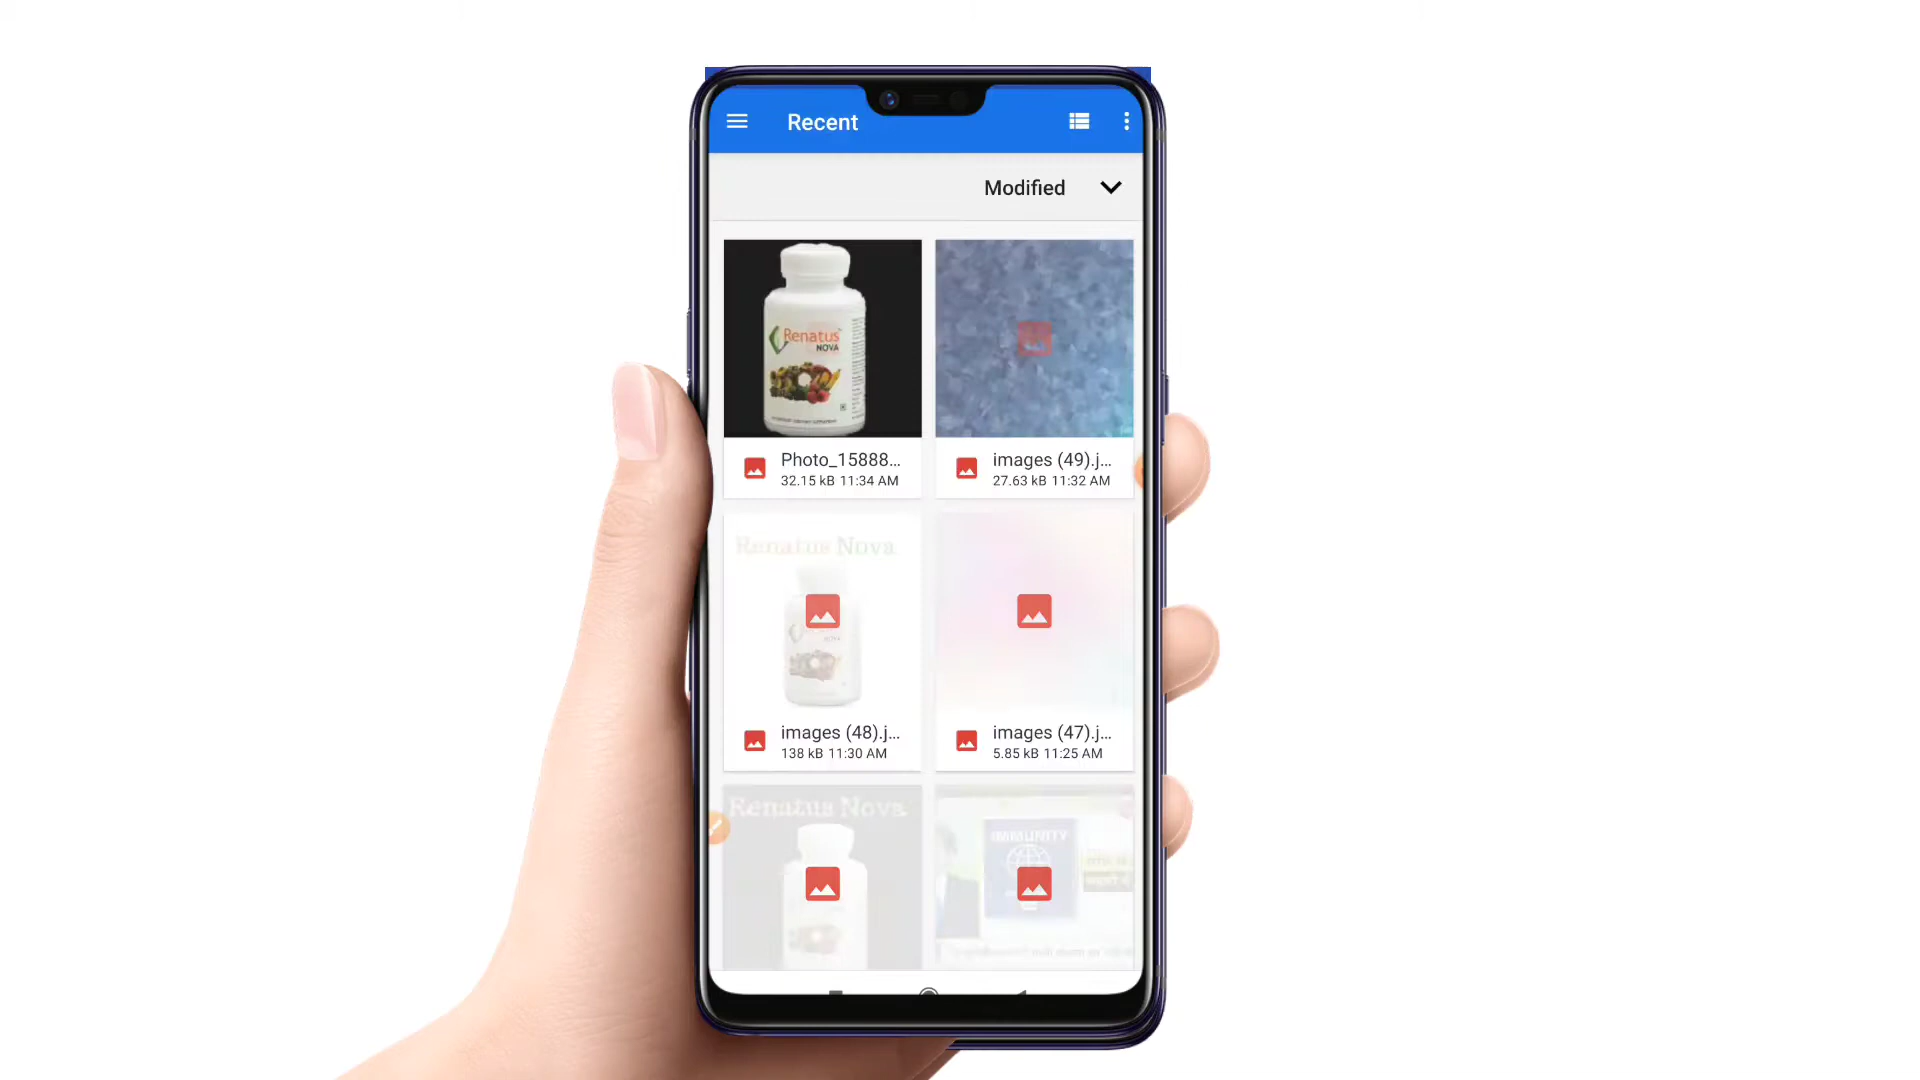 Recent
Modified
Renatus
NOVA
Photo_15888...
32.15 kB 11:34 AM
images (49).j...
27.63 kB 11:32 AM
Renatus Nova
images (48).j...
138 kB 11:30 AM
images (47).j...
5.85 kB 11:25 AM
Renatus Nova
IMMUNITY